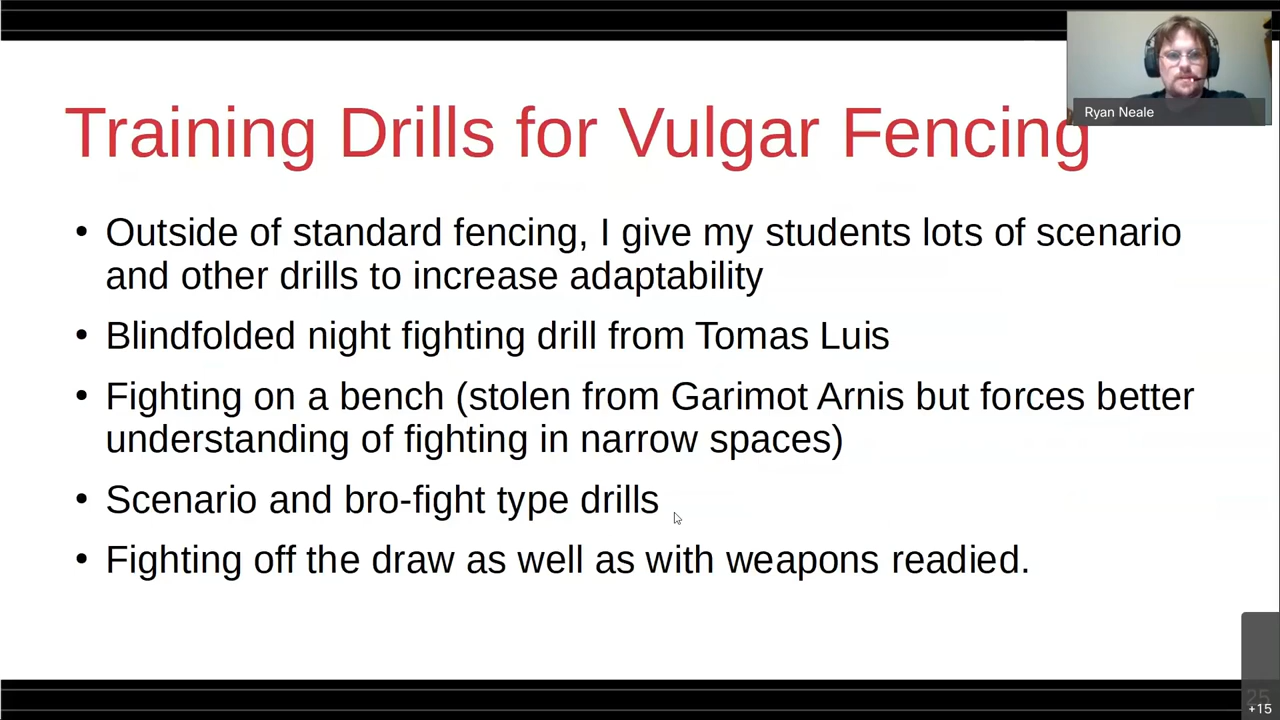 Ryan Neale
Training Drills for Vulgar Fencing
• Outside of standard fencing, I give my students lots of scenario
and other drills to increase adaptability
• Blindfolded night fighting drill from Tomas Luis
• Fighting on a bench (stolen from Garimot Arnis but forces better
understanding of fighting in narrow spaces)
• Scenario and bro-fight type drills
• Fighting off the draw as well as with weapons readied.
25
+15